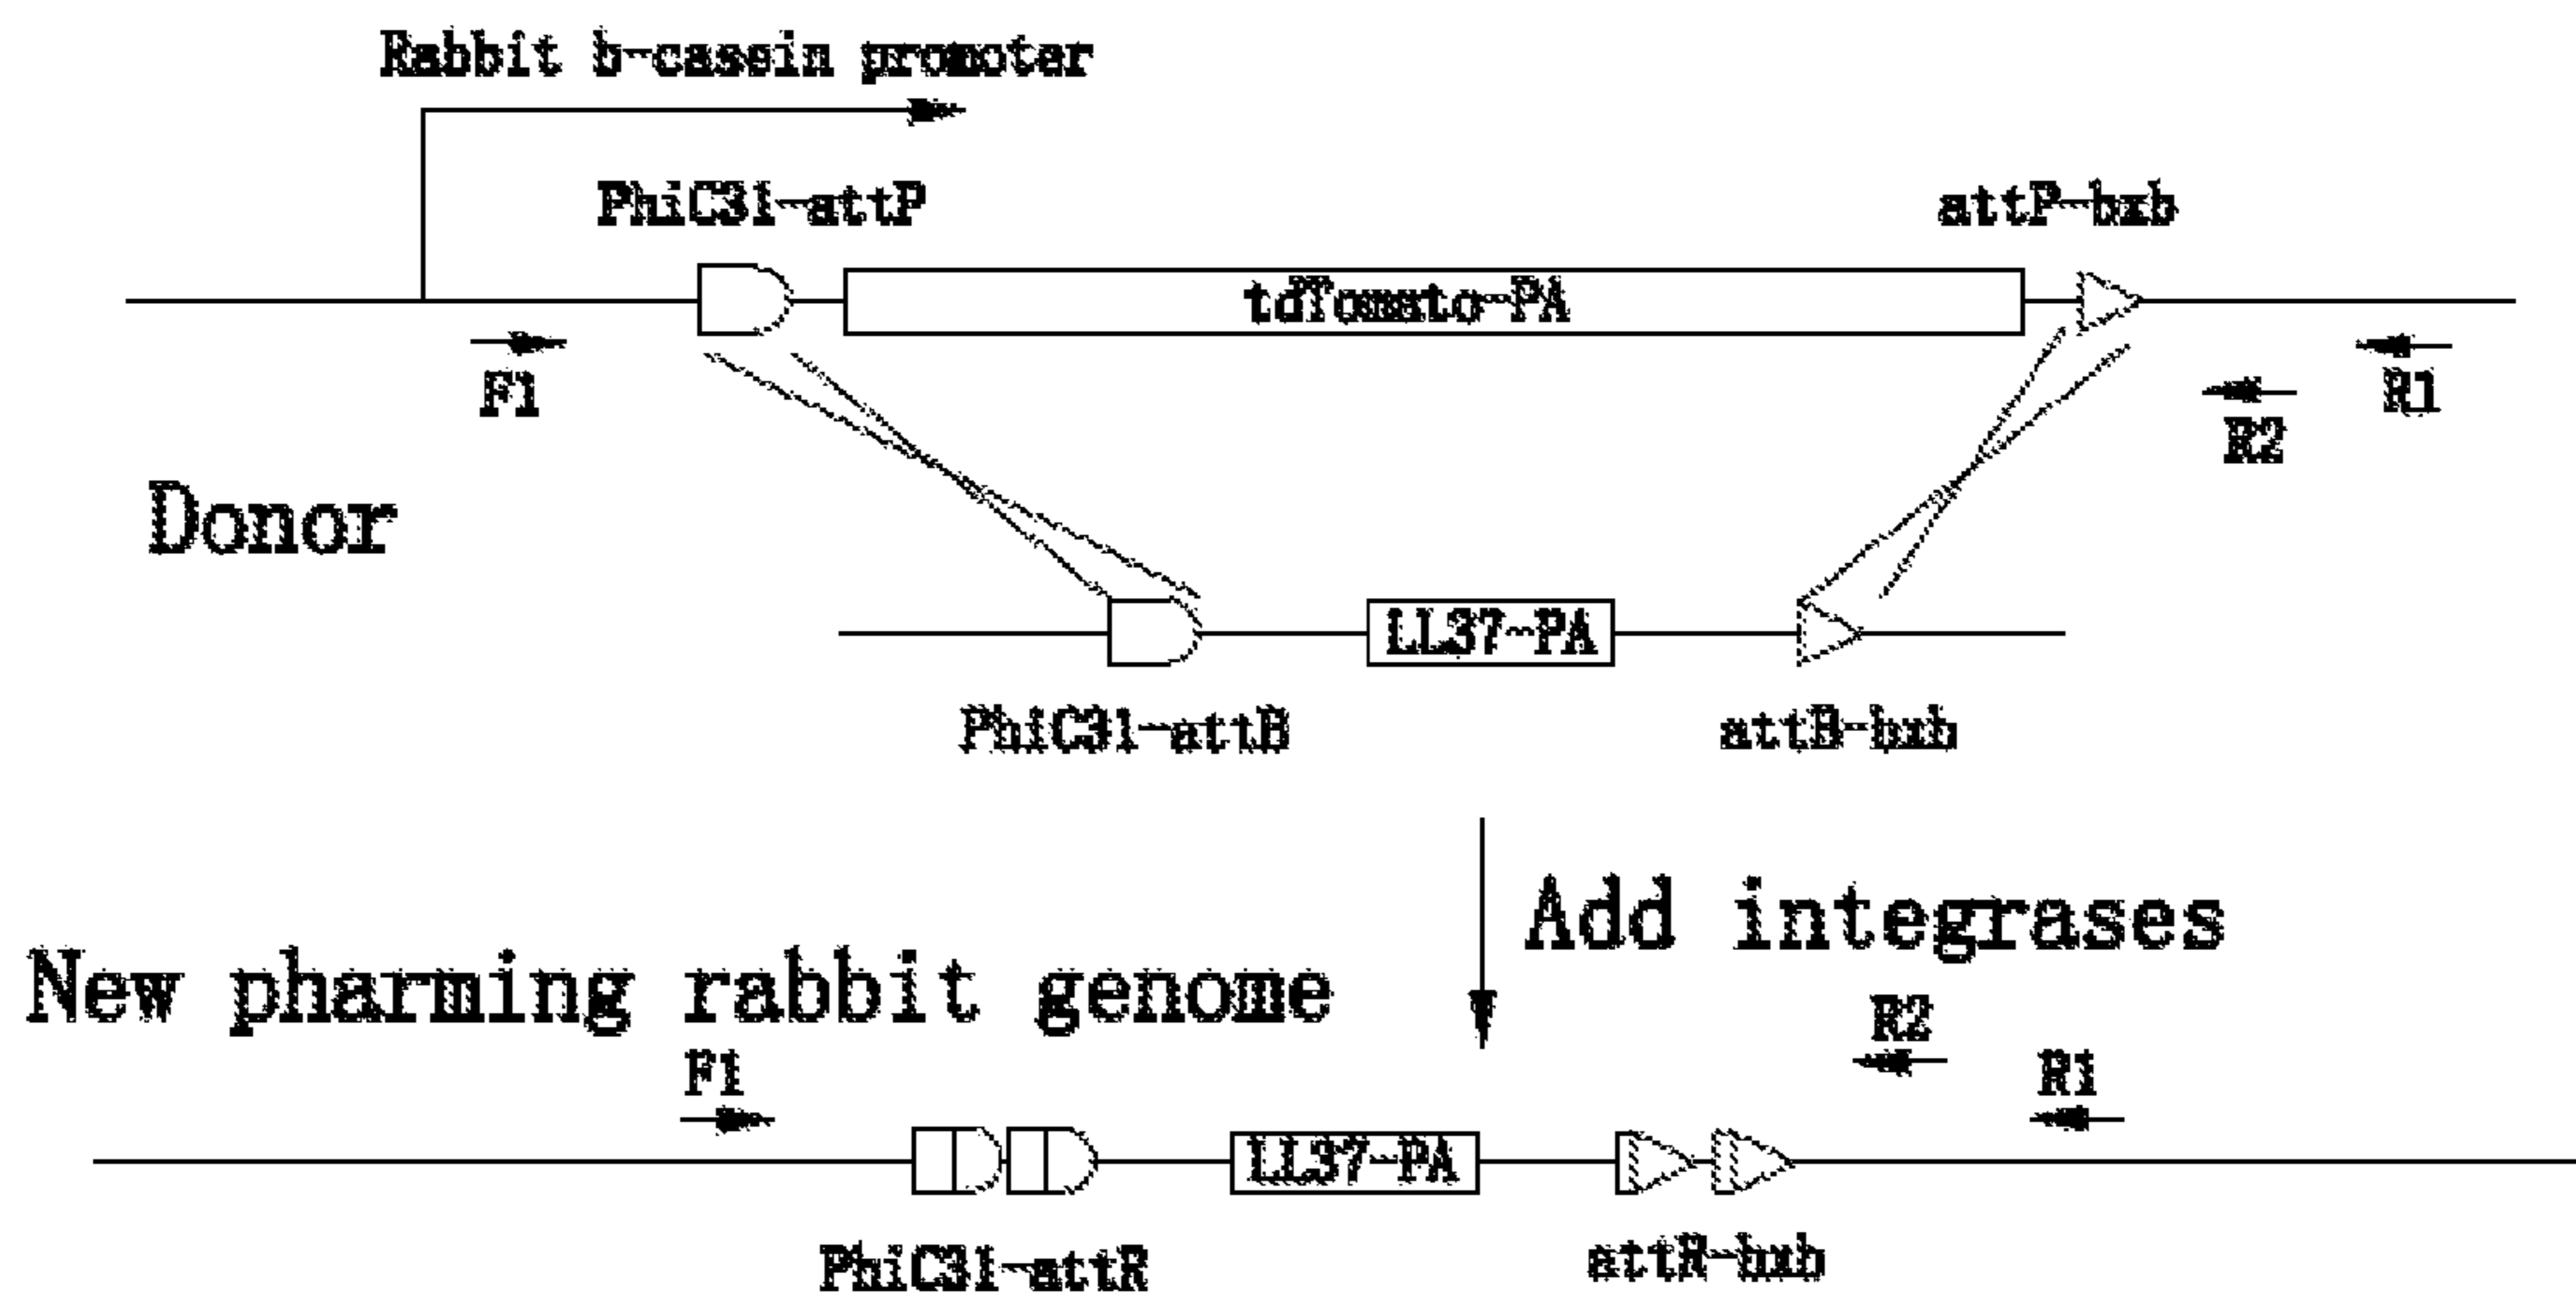 Rabbit b-casein promoter
PhiC31-attP
attP-bxb
tdTomato-PA
F1
R1
R2
Donor
LL37-PA
PhiC31-attB
attB-bxb
Add integrases
New pharming rabbit genome
R2
F1
R1
LL37-PA
PhiC31-attR
attR-bxb